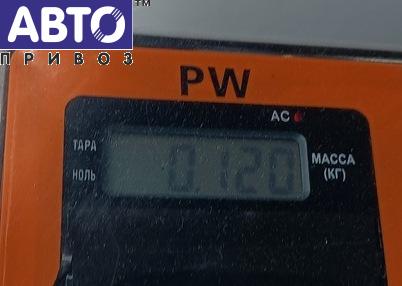 АВТО™
ПРИВОЗ
PW
AC
ТАРА
НОЛЬ
0.120
МАССА
(КГ)